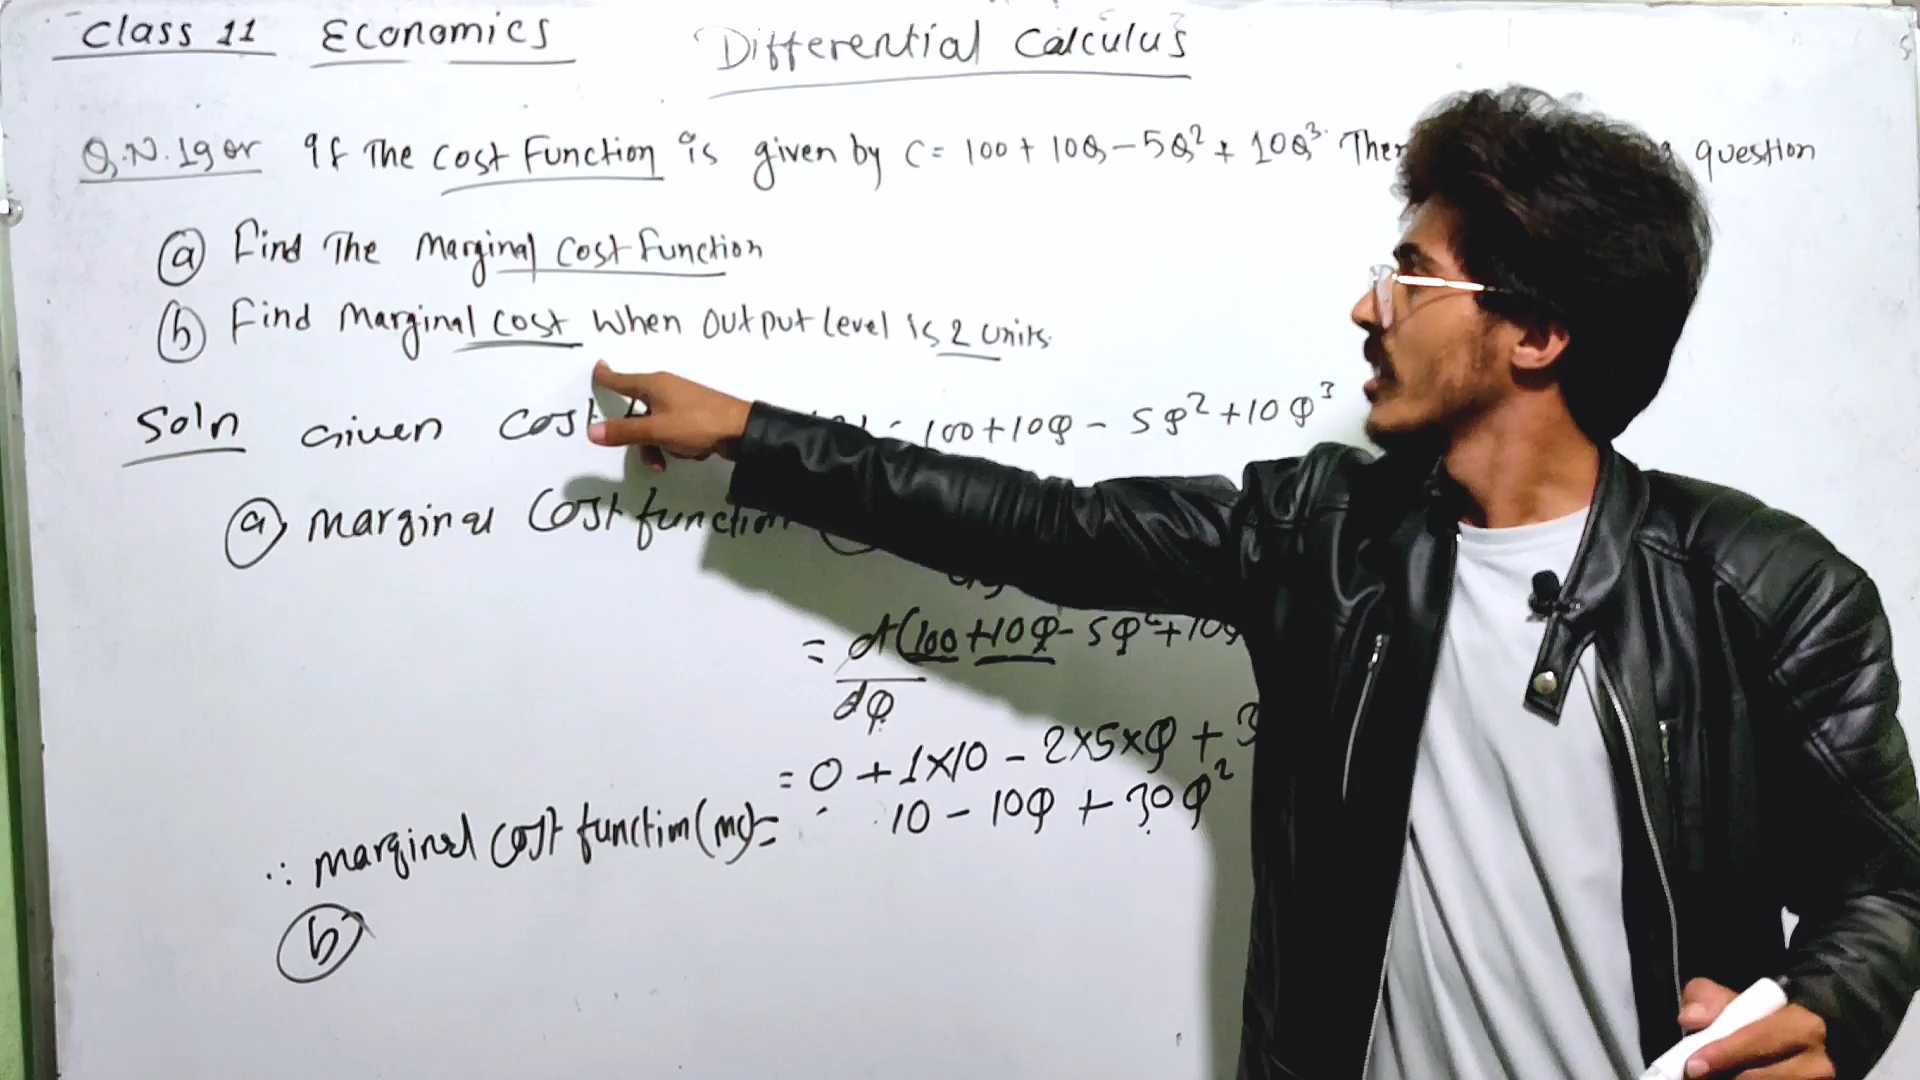 Class 11 Economics Differential Calculus
Q.N. 19 or If The Cost Function is given by C = 100 + 10Q - 5Q² + 10Q³. question
(a) Find The Marginal Cost Function
(b) Find Marginal Cost When Output Level is 2 Units.
Soln Given Cost = 100+10Q - 5Q²+10Q³
(a) marginal Cost function
= d(100+10Q-5Q²+10
dQ
= 0 + 1×10 - 2×5×Q + 3
∴ marginal cost function (mc) = 10 - 10Q + 30Q²
(b)